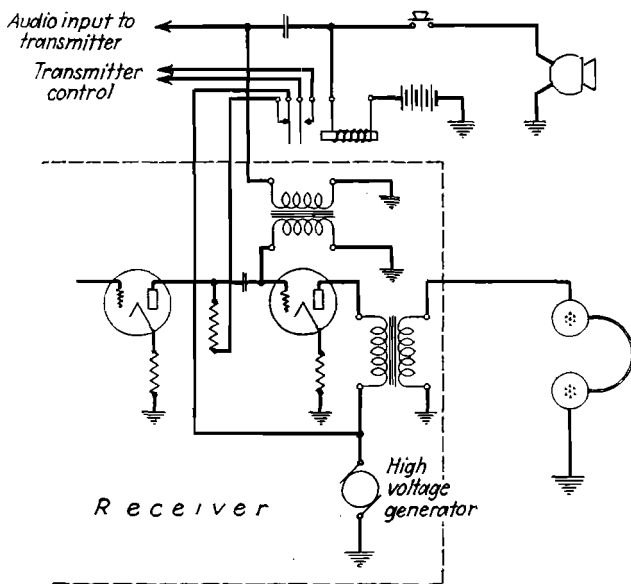 Audio input to
transmitter
Transmitter
control
High
voltage
generator
Receiver